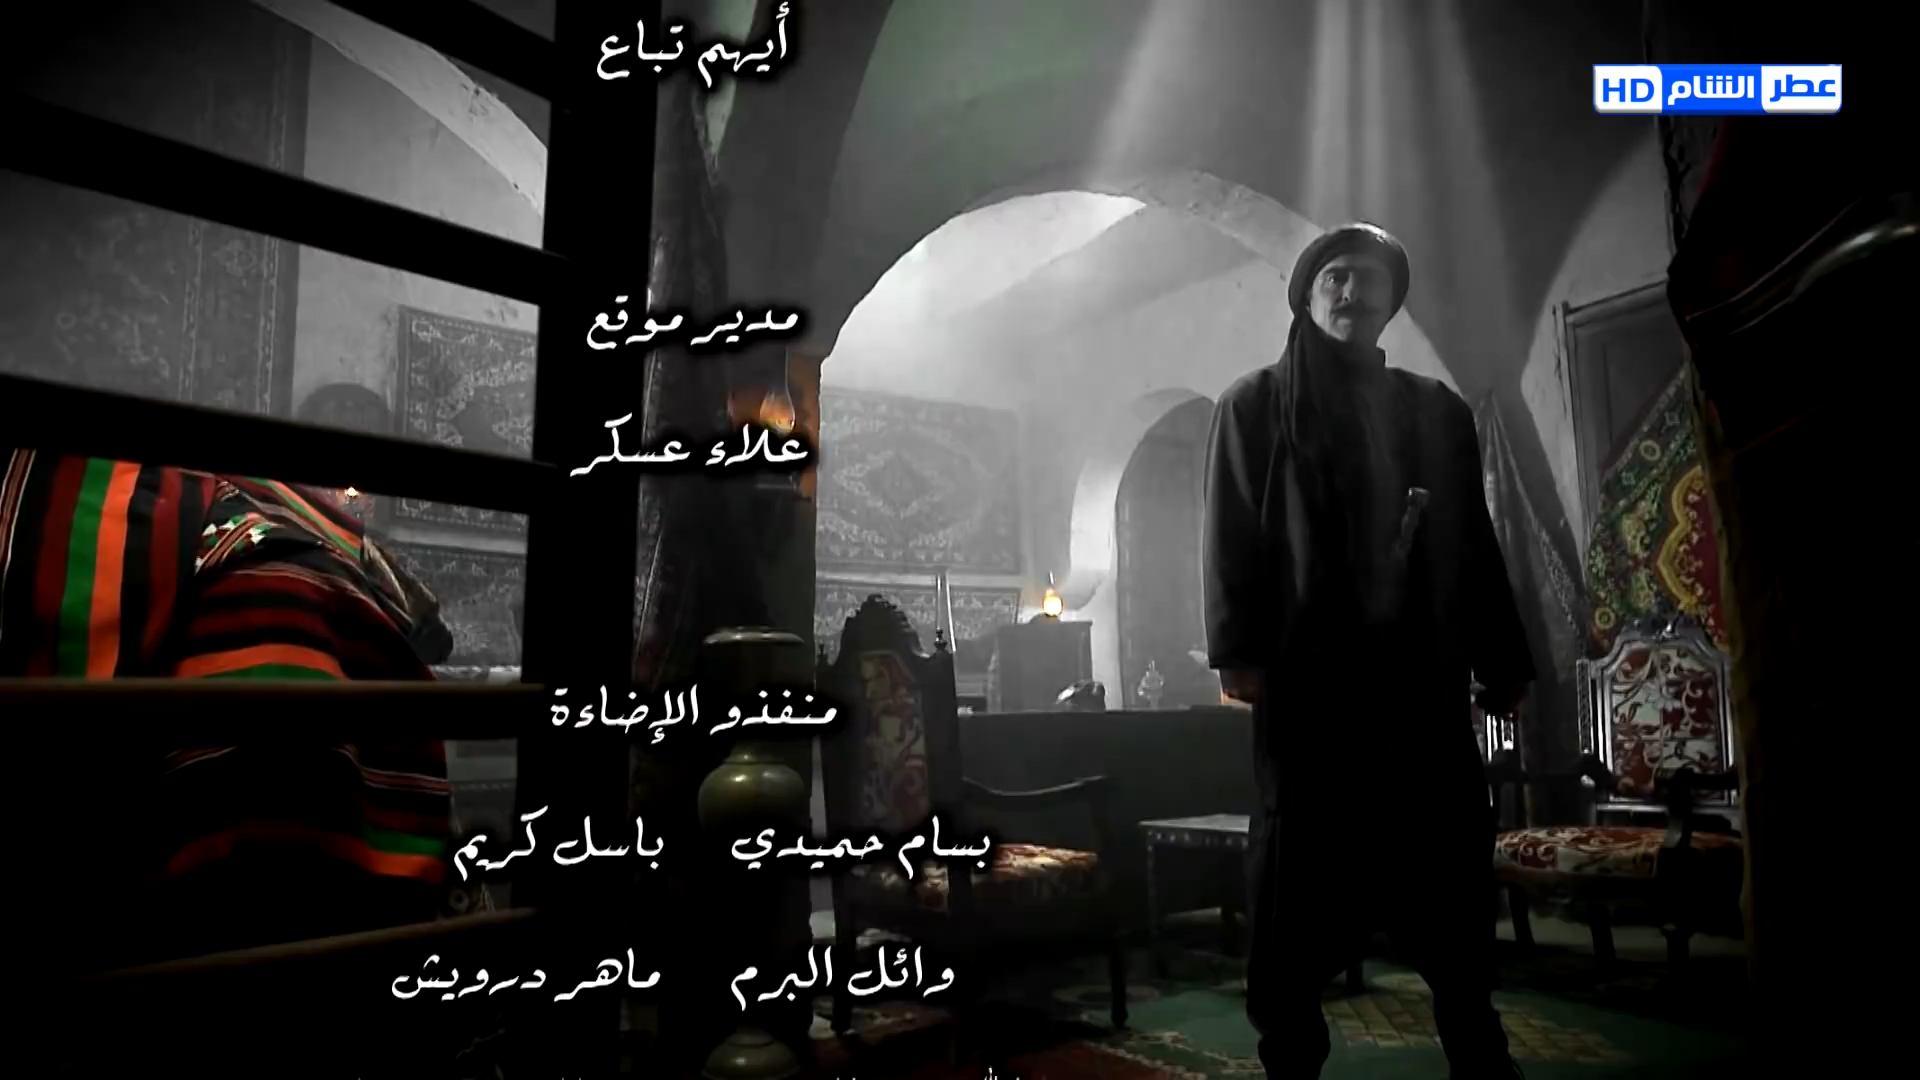 أيهم تباع
عطر الشام HD
مدير موقع
علاء عسكر
منفذو الإضاءة
بسام حميدي باسل كريم
وائل البرم ماهر درويش